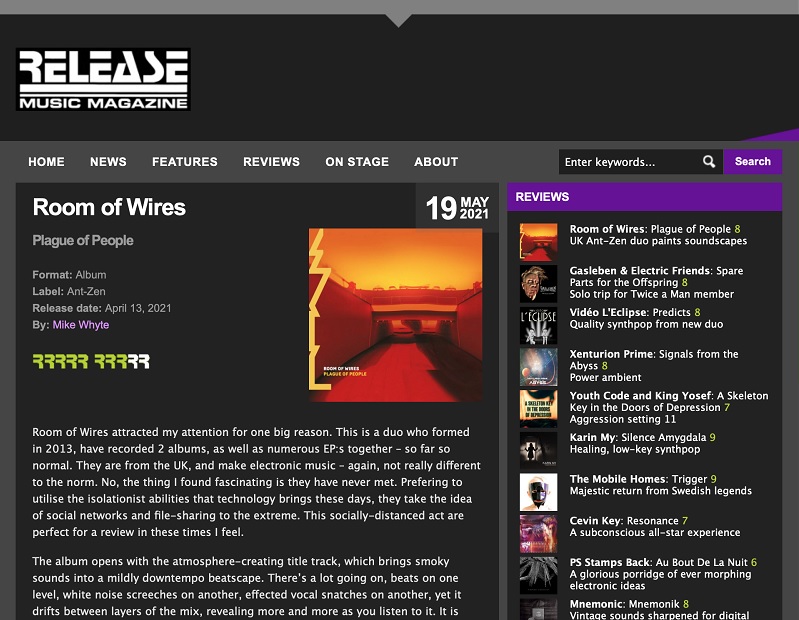 RELEASE
MUSIC MAGAZINE
HOME NEWS FEATURES REVIEWS ON STAGE ABOUT
Enter keywords...
Search
Room of Wires
19 MAY 2021
Plague of People
Format: Album
Label: Ant-Zen
Release date: April 13, 2021
By: Mike Whyte
RRRRR RRRRR
ROOM OF WIRES
PLAGUE OF PEOPLE
Room of Wires attracted my attention for one big reason. This is a duo who formed
in 2013, have recorded 2 albums, as well as numerous EP:s together – so far so
normal. They are from the UK, and make electronic music – again, not really different
to the norm. No, the thing I found fascinating is they have never met. Prefering to
utilise the isolationist abilities that technology brings these days, they take the idea
of social networks and file-sharing to the extreme. This socially-distanced act are
perfect for a review in these times I feel.
The album opens with the atmosphere-creating title track, which brings smoky
sounds into a mildly downtempo beatscape. There's a lot going on, beats on one
level, white noise screeches on another, effected vocal snatches on another, yet it
drifts between layers of the mix, revealing more and more as you listen to it. It is
REVIEWS
Room of Wires: Plague of People 8
UK Ant-Zen duo paints soundscapes
Gasleben & Electric Friends: Spare
Parts for the Offspring 8
Solo trip for Twice a Man member
L'ÉCLIPSE
Vidéo L'Eclipse: Predicts 8
Quality synthpop from new duo
ABYSS
Xenturion Prime: Signals from the
Abyss 8
Power ambient
A SKELETON
KEY IN THE DOORS
OF DEPRESSION
Youth Code and King Yosef: A Skeleton
Key in the Doors of Depression 7
Aggression setting 11
Karin My: Silence Amygdala 9
Healing, low-key synthpop
The Mobile Homes: Trigger 9
Majestic return from Swedish legends
Cevin Key: Resonance 7
A subconscious all-star experience
PS Stamps Back: Au Bout De La Nuit 6
A glorious porridge of ever morphing
electronic ideas
Mnemonic: Mnemonik 8
Vintage sounds sharpened for digital